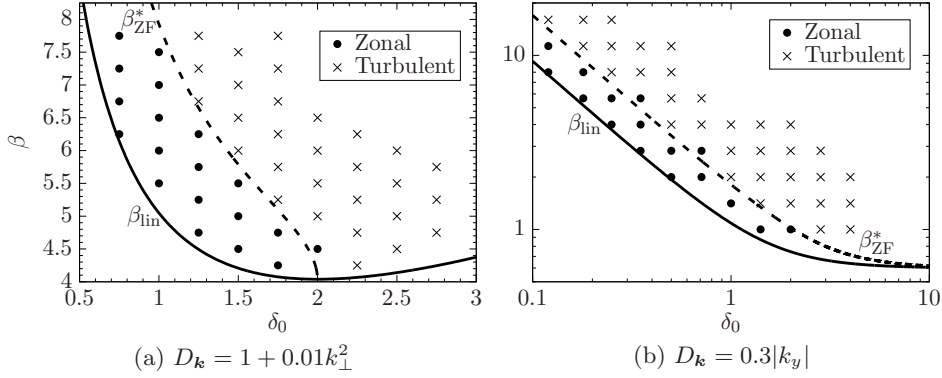 β*ZF
8
7.5
7
6.5
6
5.5
5
4.5
4
β
Zonal
Turbulent
βlin
0.5 1 1.5 2 2.5 3
δ0
(a) Dk = 1 + 0.01k²⊥
10
1
Zonal
Turbulent
βlin
β*ZF
0.1 1 10
δ0
(b) Dk = 0.3|ky|